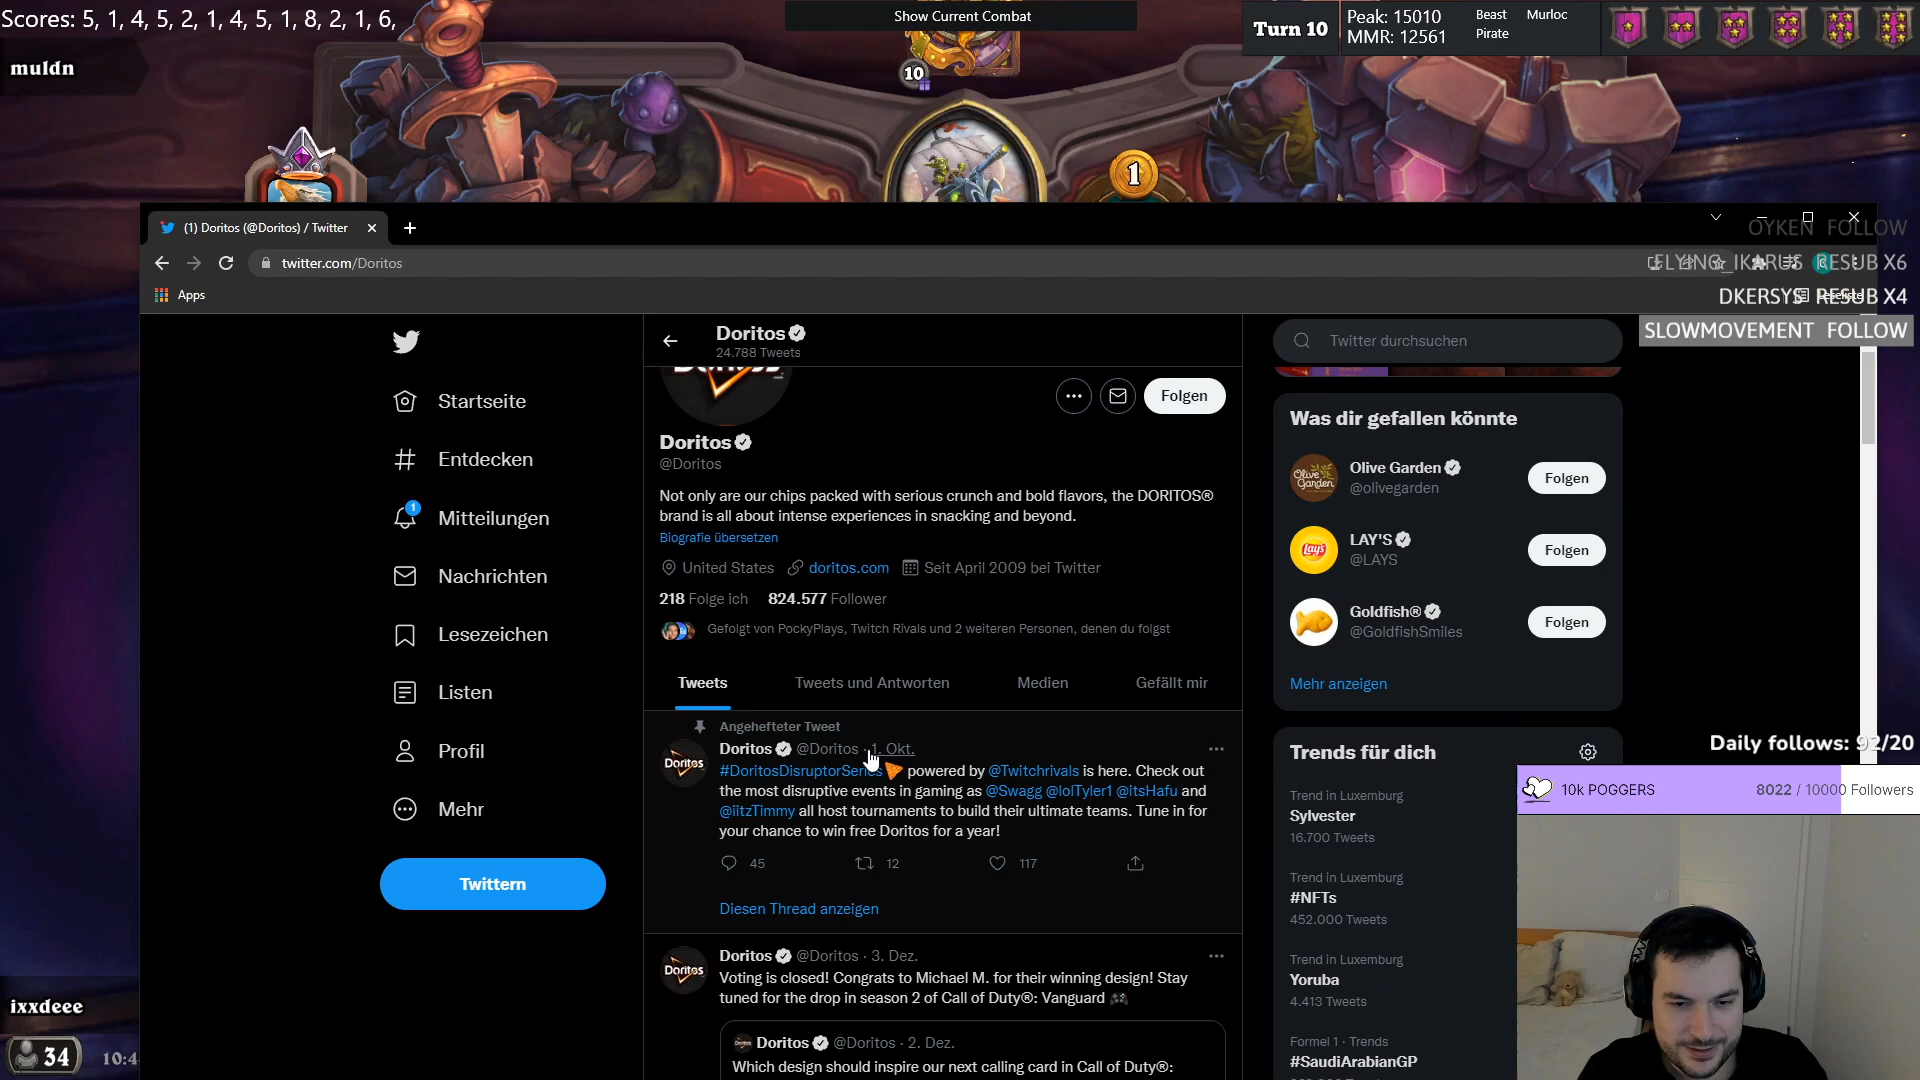 Scores: 5, 1, 4, 5, 2, 1, 4, 5, 1, 8, 2, 1, 6,
Show Current Combat
Turn 10
Peak: 15010
MMR: 12561
Beast Murloc
Pirate
muldn
10
1
(1) Doritos (@Doritos) / Twitter
twitter.com/Doritos
Apps
OYKEN FOLLOW
FLYING_IKARUS RESUB X6
DKERSYS RESUB X4
SLOWMOVEMENT FOLLOW
Startseite
Entdecken
1
Mitteilungen
Nachrichten
Lesezeichen
Listen
Profil
Mehr
Twittern
Doritos
24.788 Tweets
Folgen
Doritos
@Doritos
Not only are our chips packed with serious crunch and bold flavors, the DORITOS®
brand is all about intense experiences in snacking and beyond.
Biografie übersetzen
United States doritos.com Seit April 2009 bei Twitter
218 Folge ich 824.577 Follower
Gefolgt von PockyPlays, Twitch Rivals und 2 weiteren Personen, denen du folgst
Tweets Tweets und Antworten Medien Gefällt mir
Angehefteter Tweet
Doritos
Doritos @Doritos · 1. Okt.
#DoritosDisruptorSeries powered by @Twitchrivals is here. Check out
the most disruptive events in gaming as @Swagg @lolTyler1 @itsHafu and
@iitzTimmy all host tournaments to build their ultimate teams. Tune in for
your chance to win free Doritos for a year!
45 12 117
Diesen Thread anzeigen
Doritos
Doritos @Doritos · 3. Dez.
Voting is closed! Congrats to Michael M. for their winning design! Stay
tuned for the drop in season 2 of Call of Duty®: Vanguard
Doritos @Doritos · 2. Dez.
Which design should inspire our next calling card in Call of Duty®:
Twitter durchsuchen
Was dir gefallen könnte
Olive Garden
Olive Garden
@olivegarden
Folgen
Lay's
LAY'S
@LAYS
Folgen
Goldfish®
@GoldfishSmiles
Folgen
Mehr anzeigen
Trends für dich
Trend in Luxemburg
Sylvester
16.700 Tweets
Trend in Luxemburg
#NFTs
452.000 Tweets
Trend in Luxemburg
Yoruba
4.413 Tweets
Formel 1 · Trends
#SaudiArabianGP
Daily follows: 92/20
10k POGGERS
8022 / 10000 Followers
ixxdeee
34
10:4